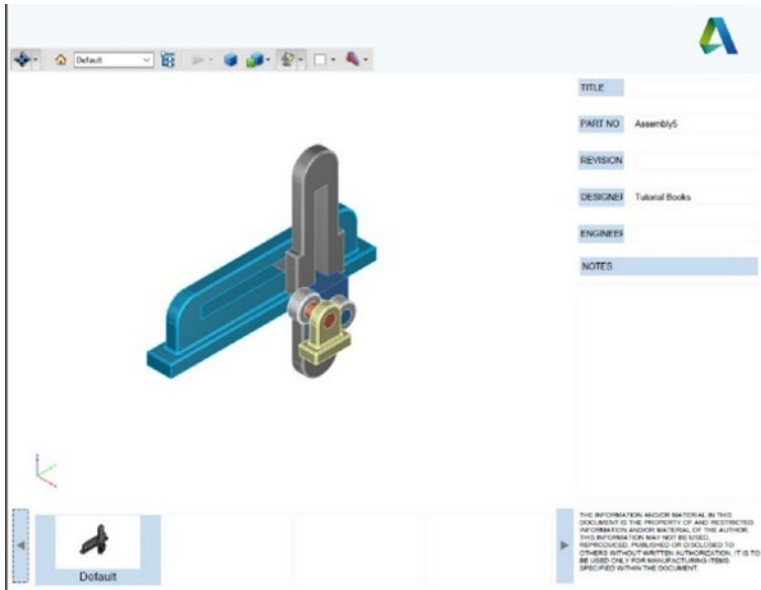 Default
TITLE
PART NO Assembly5
REVISION
DESIGNER Tutorial Books
ENGINEER
NOTES
THE INFORMATION AND/OR MATERIAL IN THIS
DOCUMENT IS THE PROPERTY OF AND RESTRICTED
INFORMATION AND/OR MATERIAL OF THE AUTHOR.
THIS INFORMATION MAY NOT BE USED,
REPRODUCED, PUBLISHED OR DISCLOSED TO
OTHERS WITHOUT WRITTEN AUTHORIZATION. IT IS TO
BE USED ONLY FOR MANUFACTURING ITEMS
SPECIFIED WITHIN THE DOCUMENT.
Default